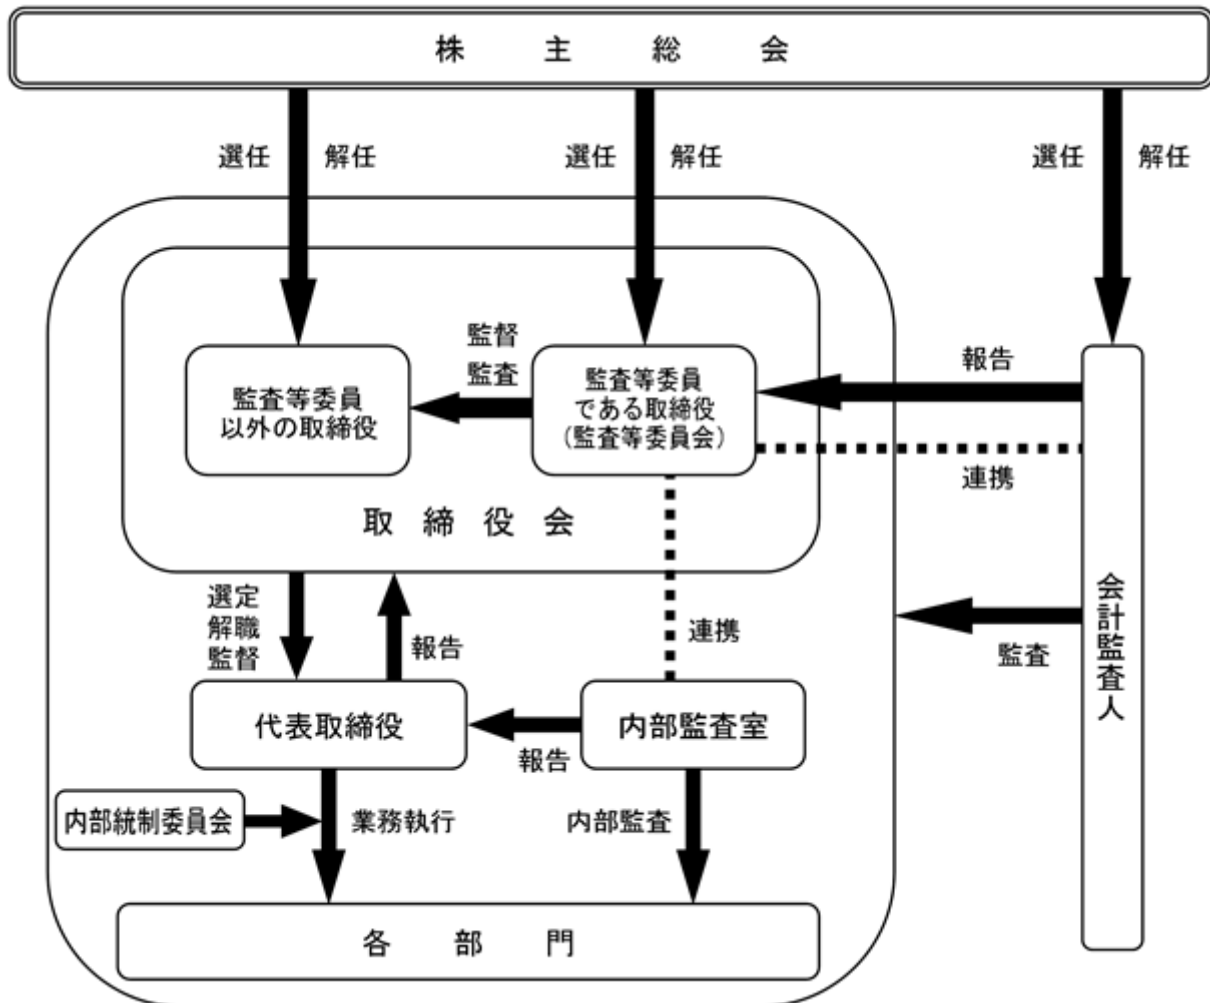 株主総会
選任
解任
選任
解任
選任
解任
監督
監査
監査等委員
以外の取締役
監査等委員
である取締役
(監査等委員会)
報告
連携
取締役会
選定
解職
監督
報告
連携
会計監査人
監査
代表取締役
報告
内部監査室
内部統制委員会
業務執行
内部監査
各部門